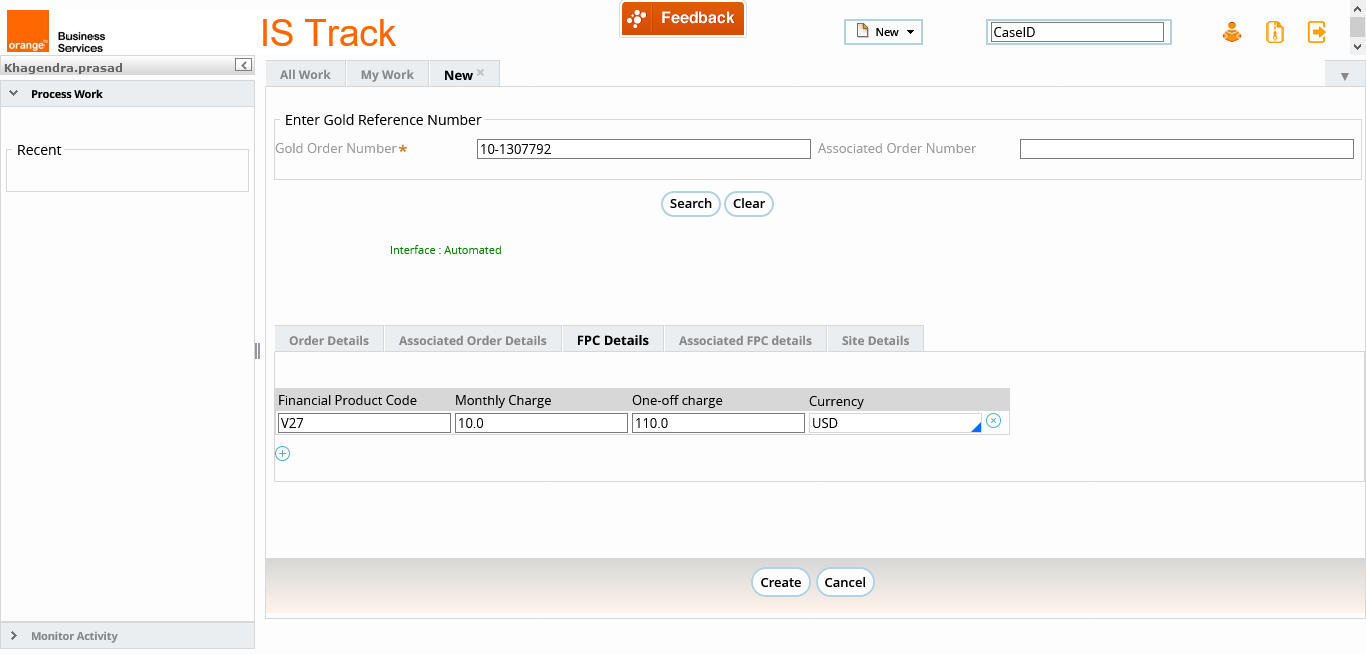 orange™
Business
Services
IS Track
Feedback
New
CaseID
Khagendra.prasad
Process Work
Recent
Monitor Activity
All Work
My Work
New
Enter Gold Reference Number
Gold Order Number*
10-1307792
Associated Order Number
Search
Clear
Interface : Automated
Order Details
Associated Order Details
FPC Details
Associated FPC details
Site Details
Financial Product Code
Monthly Charge
One-off charge
Currency
V27
10.0
110.0
USD
Create
Cancel